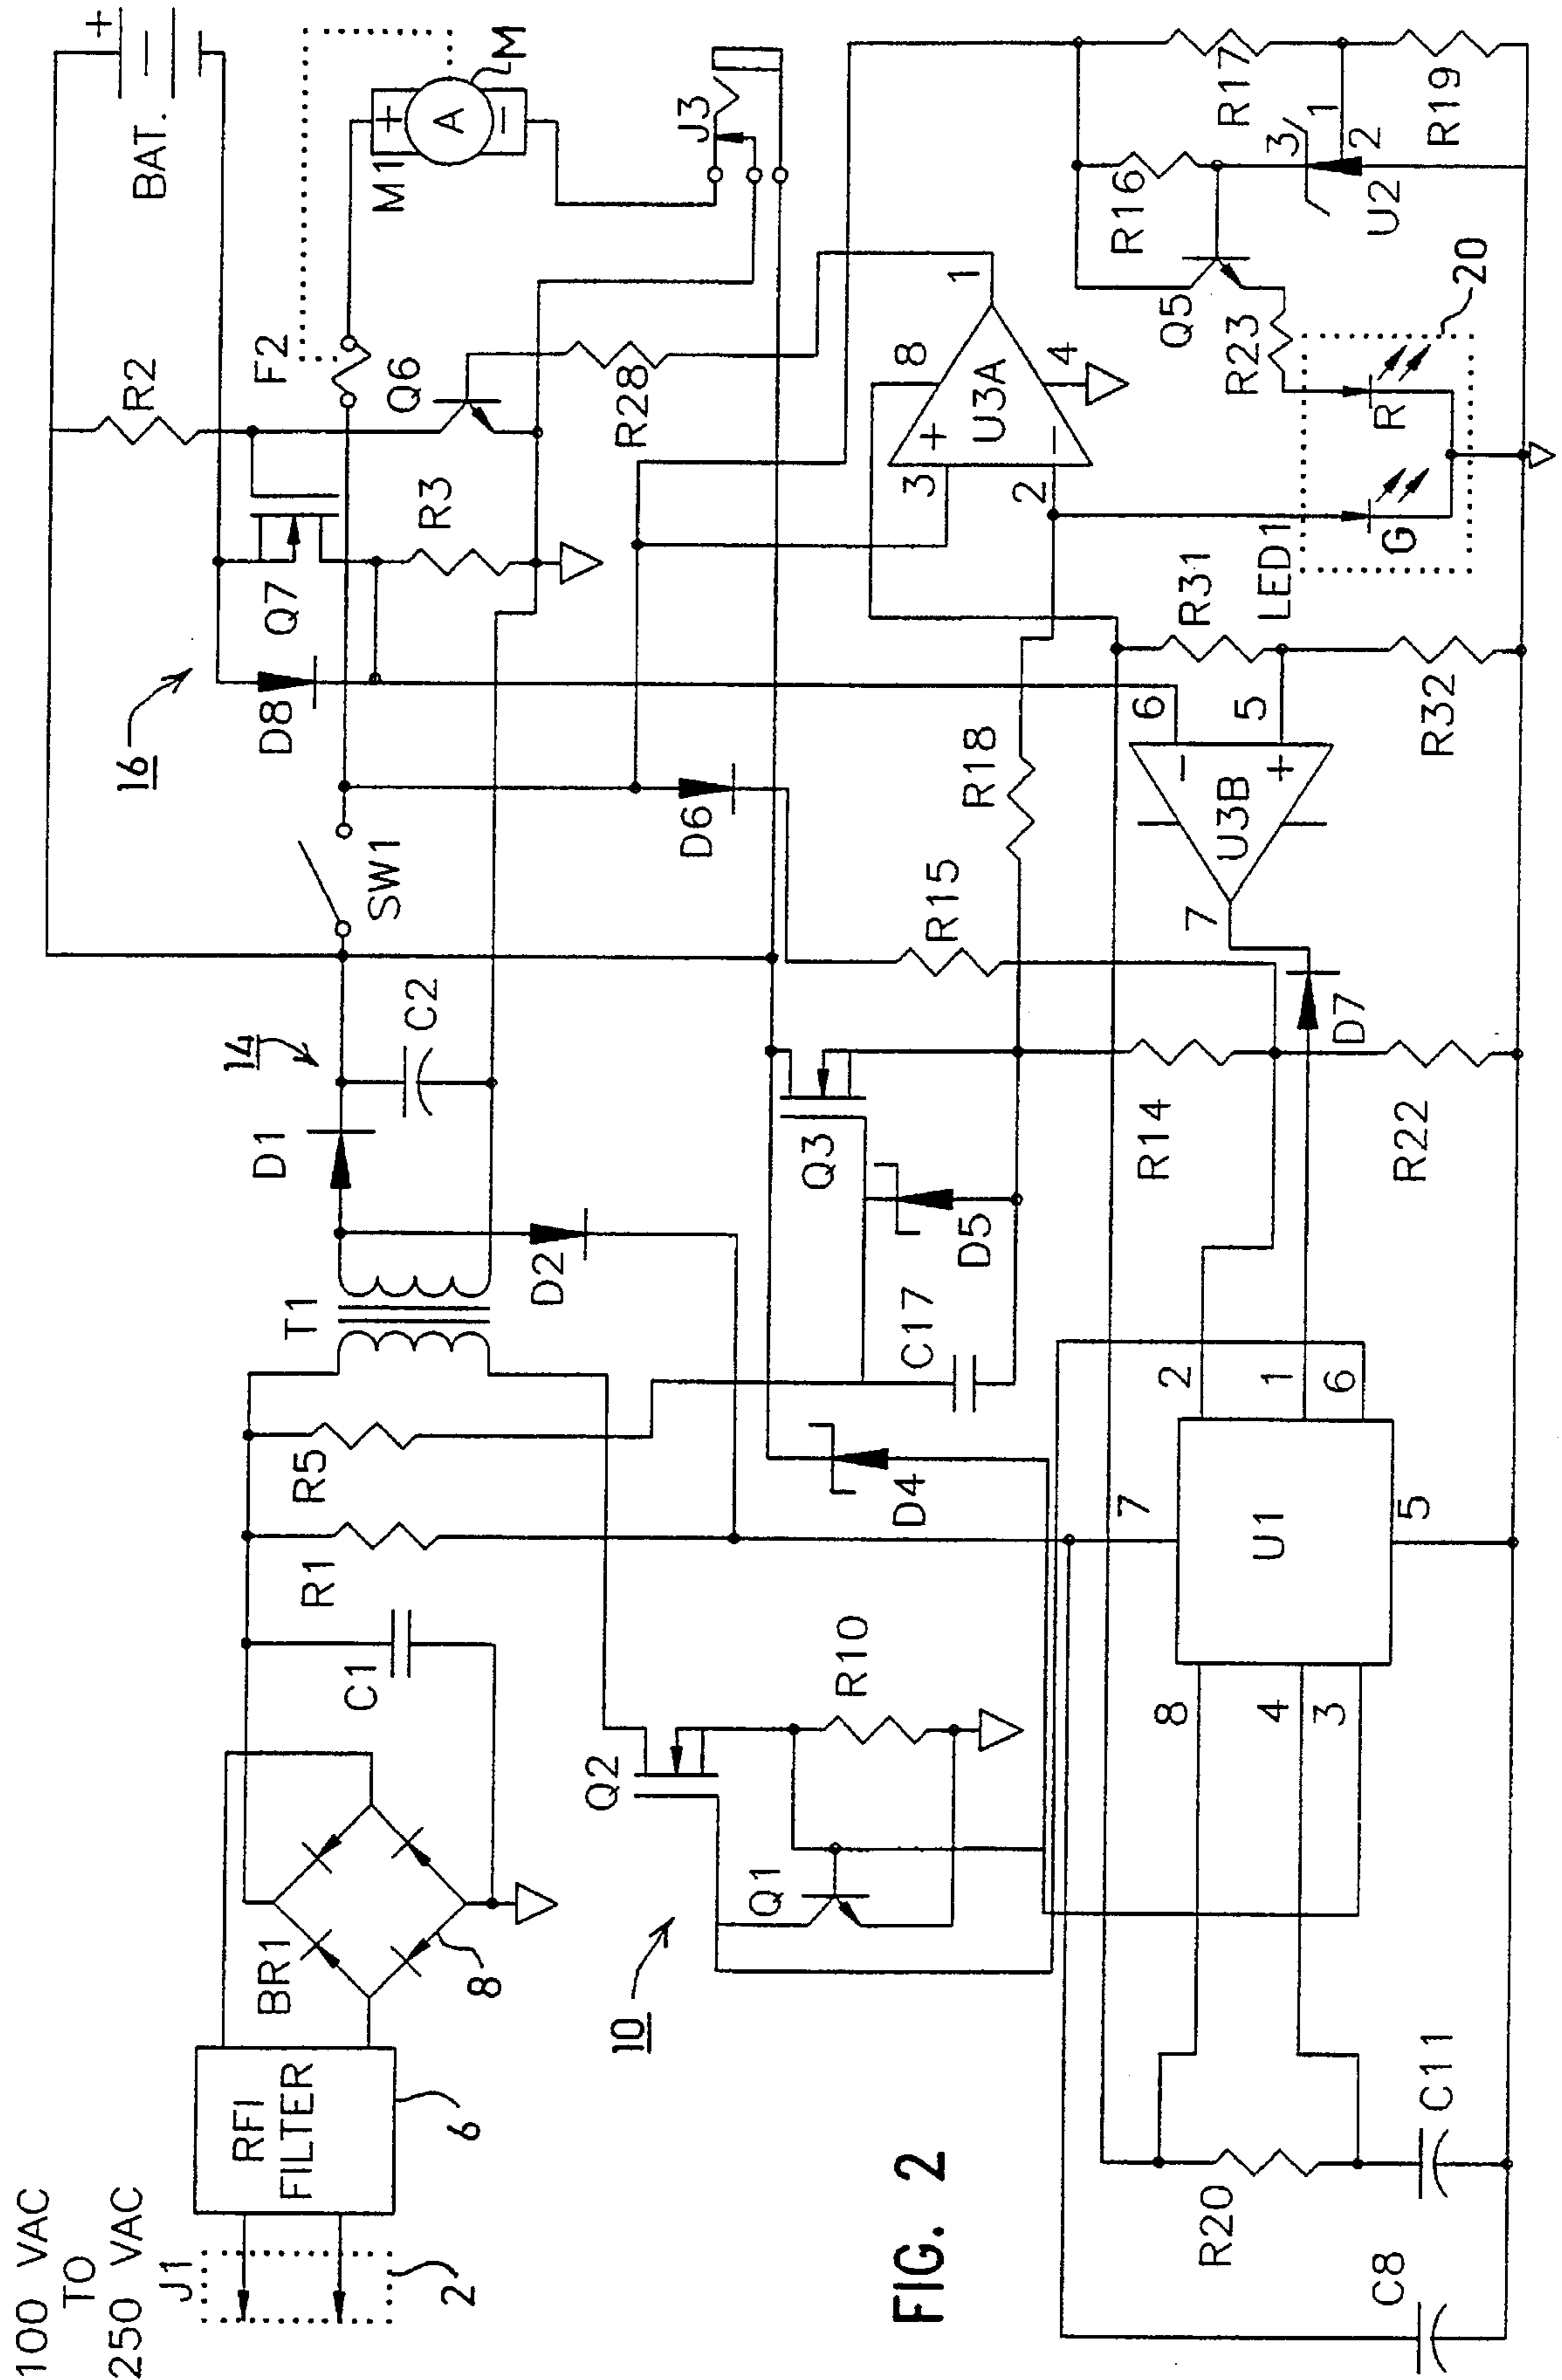 100 VAC
TO
250 VAC
J1
2
RFI
FILTER
6
BR1
8
C1
R1
R5
T1
D1
14
C2
SW1
D2
16
D8
Q7
R2
F2
BAT.
+
−
M1
+
A
−
M
J3
Q6
R3
R28
D6
10
Q2
Q1
R10
D4
C17
D5
Q3
R15
R18
R14
R22
D7
3
2
8
1
4
+
−
U3A
7
6
5
−
+
U3B
R31
R32
LED1
G
R
20
R23
Q5
R16
R17
3
1
2
U2
R19
U1
7
2
1
6
5
8
4
3
R20
C11
C8
FIG. 2